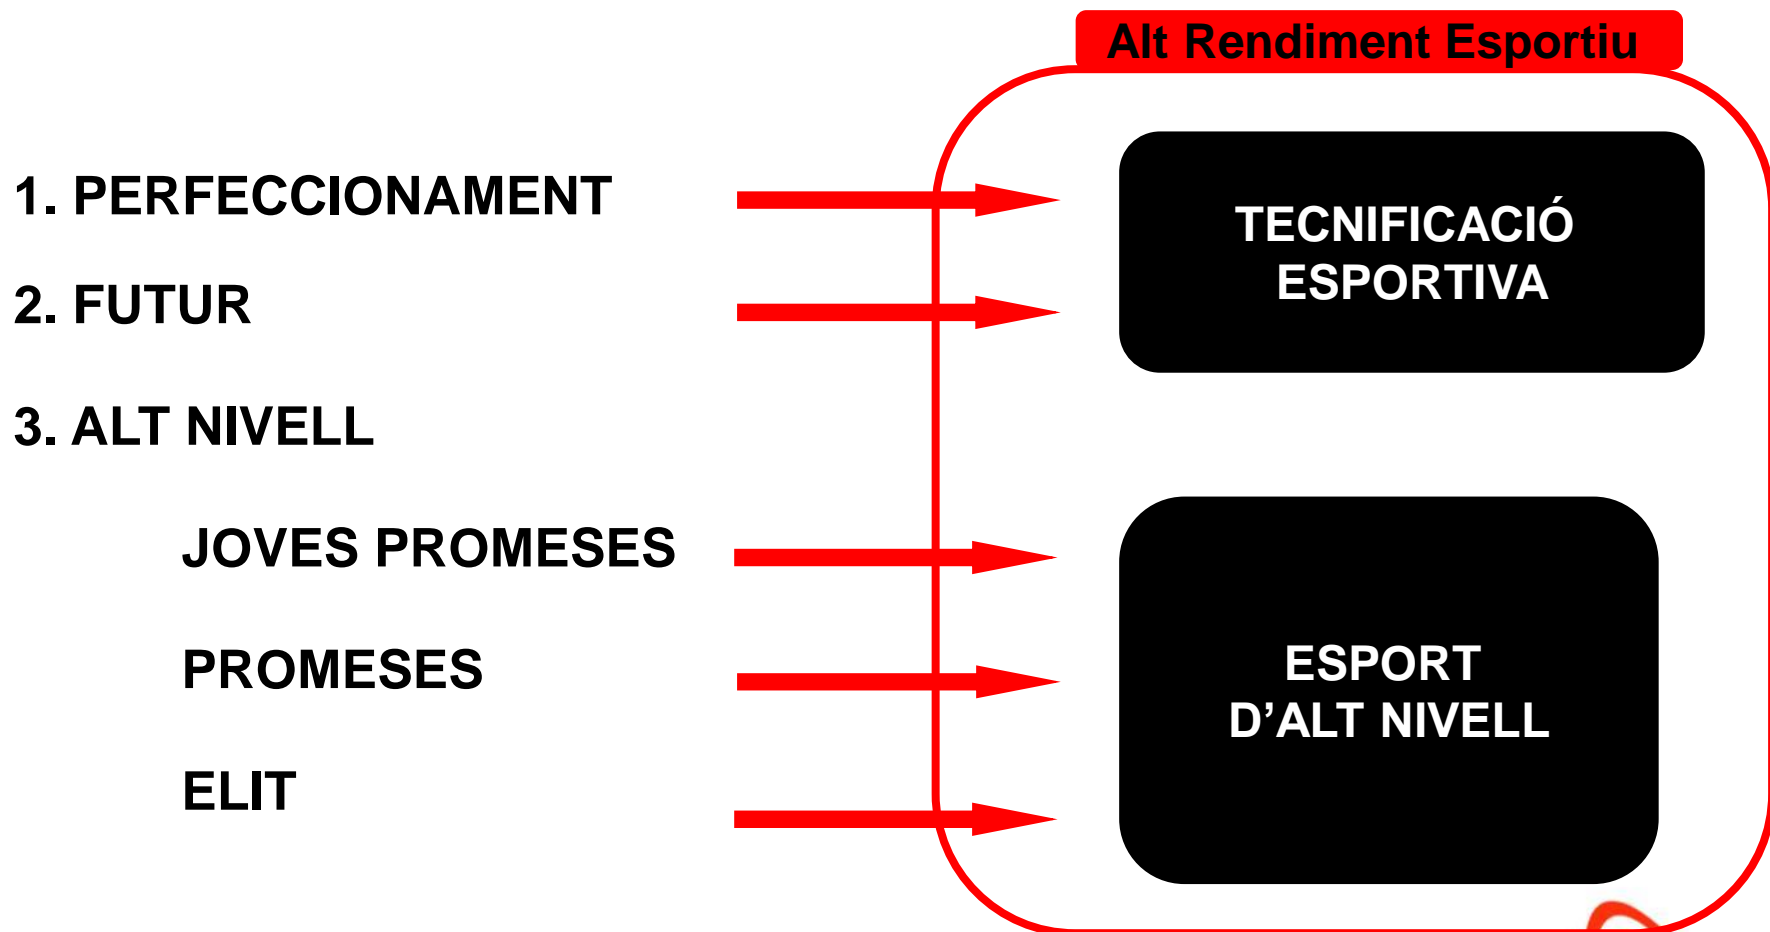 Alt Rendiment Esportiu
1. PERFECCIONAMENT
2. FUTUR
3. ALT NIVELL
JOVES PROMESES
PROMESES
ELIT
TECNIFICACIÓ
ESPORTIVA
ESPORT
D’ALT NIVELL